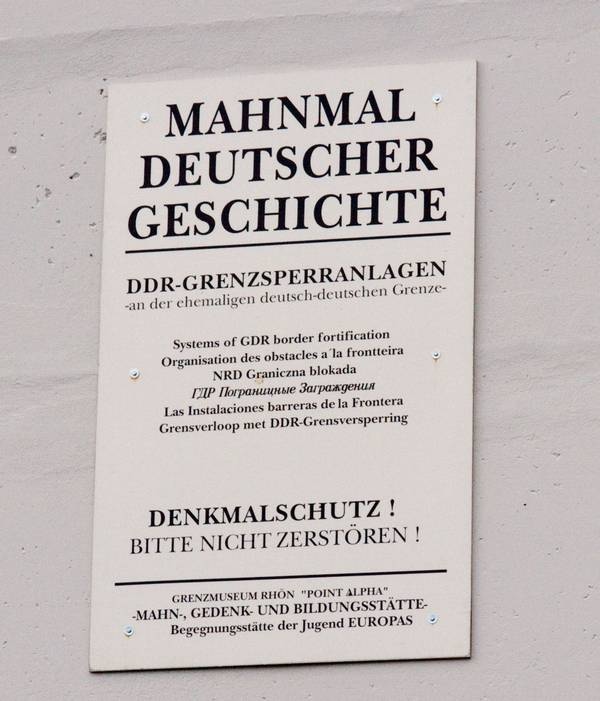 MAHNMAL
DEUTSCHER
GESCHICHTE
DDR-GRENZSPERRANLAGEN
-an der ehemaligen deutsch-deutschen Grenze-
Systems of GDR border fortification
Organisation des obstacles a´la frontteira
NRD Graniczna blokada
ГДР Пограницные Заграждения
Las Instalaciones barreras de la Frontera
Grensverloop met DDR-Grensversperring
DENKMALSCHUTZ !
BITTE NICHT ZERSTÖREN !
GRENZMUSEUM RHÖN "POINT ALPHA"
-MAHN-, GEDENK- UND BILDUNGSSTÄTTE-
Begegnungsstätte der Jugend EUROPAS